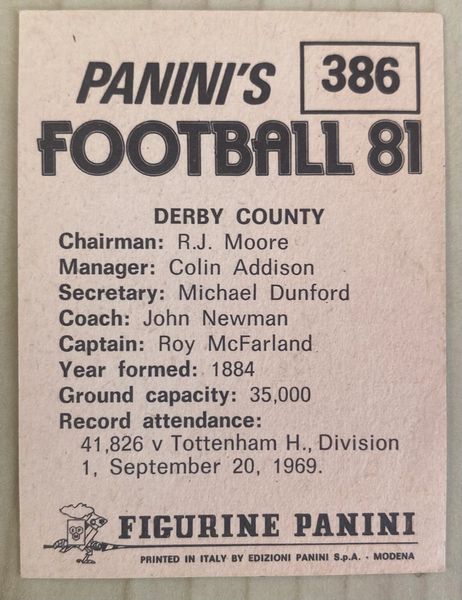 PANINI'S 386
FOOTBALL 81
DERBY COUNTY
Chairman: R.J. Moore
Manager: Colin Addison
Secretary: Michael Dunford
Coach: John Newman
Captain: Roy McFarland
Year formed: 1884
Ground capacity: 35,000
Record attendance:
41,826 v Tottenham H., Division
1, September 20, 1969.
FIGURINE PANINI
PRINTED IN ITALY BY EDIZIONI PANINI S.p.A. - MODENA